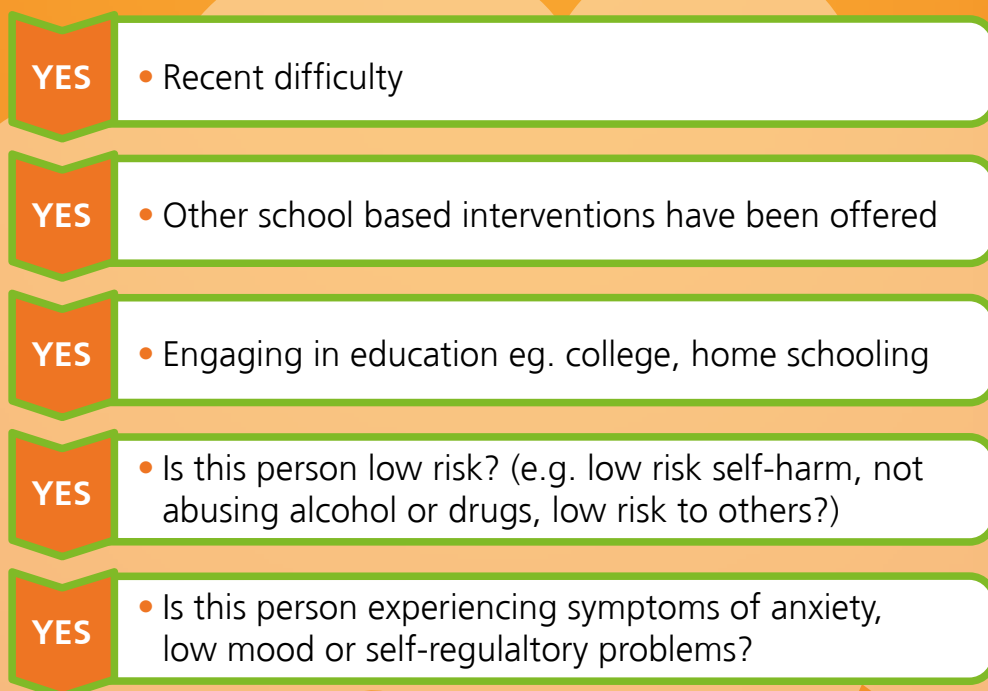 YES
• Recent difficulty
YES
• Other school based interventions have been offered
YES
• Engaging in education eg. college, home schooling
YES
• Is this person low risk? (e.g. low risk self-harm, not
abusing alcohol or drugs, low risk to others?)
YES
• Is this person experiencing symptoms of anxiety,
low mood or self-regulaltory problems?